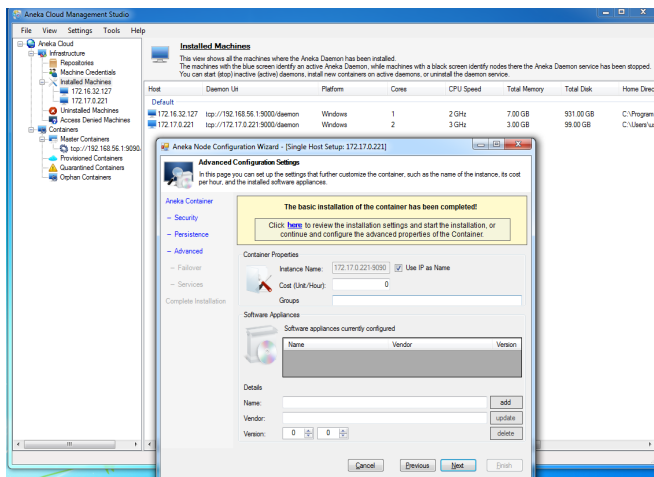 Aneka Cloud Management Studio
File View Settings Tools Help
Aneka Cloud
Infrastructure
Repositories
Machine Credentials
Installed Machines
172.16.32.127
172.17.0.221
Uninstalled Machines
Access Denied Machines
Containers
Master Containers
tcp://192.168.56.1:9090
Provisioned Containers
Quarantined Containers
Orphan Containers
Installed Machines
This view shows all the machines where the Aneka Daemon has been installed.
The machines with the blue screen identify an active Aneka Daemon, while machines with a black screen identify nodes there the Aneka Daemon service has been stopped.
You can start (stop) inactive (active) daemons, install new containers on active daemons, or uninstall the daemon service.
Host Daemon Uri Platform Cores CPU Speed Total Memory Total Disk Home Direc
Default
172.16.32.127 tcp://192.168.56.1:9000/daemon Windows 1 2 GHz 7.00 GB 931.00 GB C:\Program
172.17.0.221 tcp://172.17.0.221:9000/daemon Windows 2 3 GHz 3.00 GB 99.00 GB C:\Users\us
Aneka Node Configuration Wizard - [Single Host Setup: 172.17.0.221]
Advanced Configuration Settings
In this page you can set up the settings that further customize the container, such as the name of the instance, its cost
per hour, and the installed software appliances.
Aneka Container
– Security
– Persistence
– Advanced
– Failover
– Services
Complete Installation
The basic installation of the container has been completed!
Click here to review the installation settings and start the installation, or
continue and configure the advanced properties of the Container.
Container Properties
Instance Name: 172.17.0.221-9090 Use IP as Name
Cost (Unit/Hour): 0
Groups
Software Appliances
Software appliances currently configured
Name Vendor Version
Details
Name: add
Vendor: update
Version: 0 0 delete
Cancel Previous Next Finish